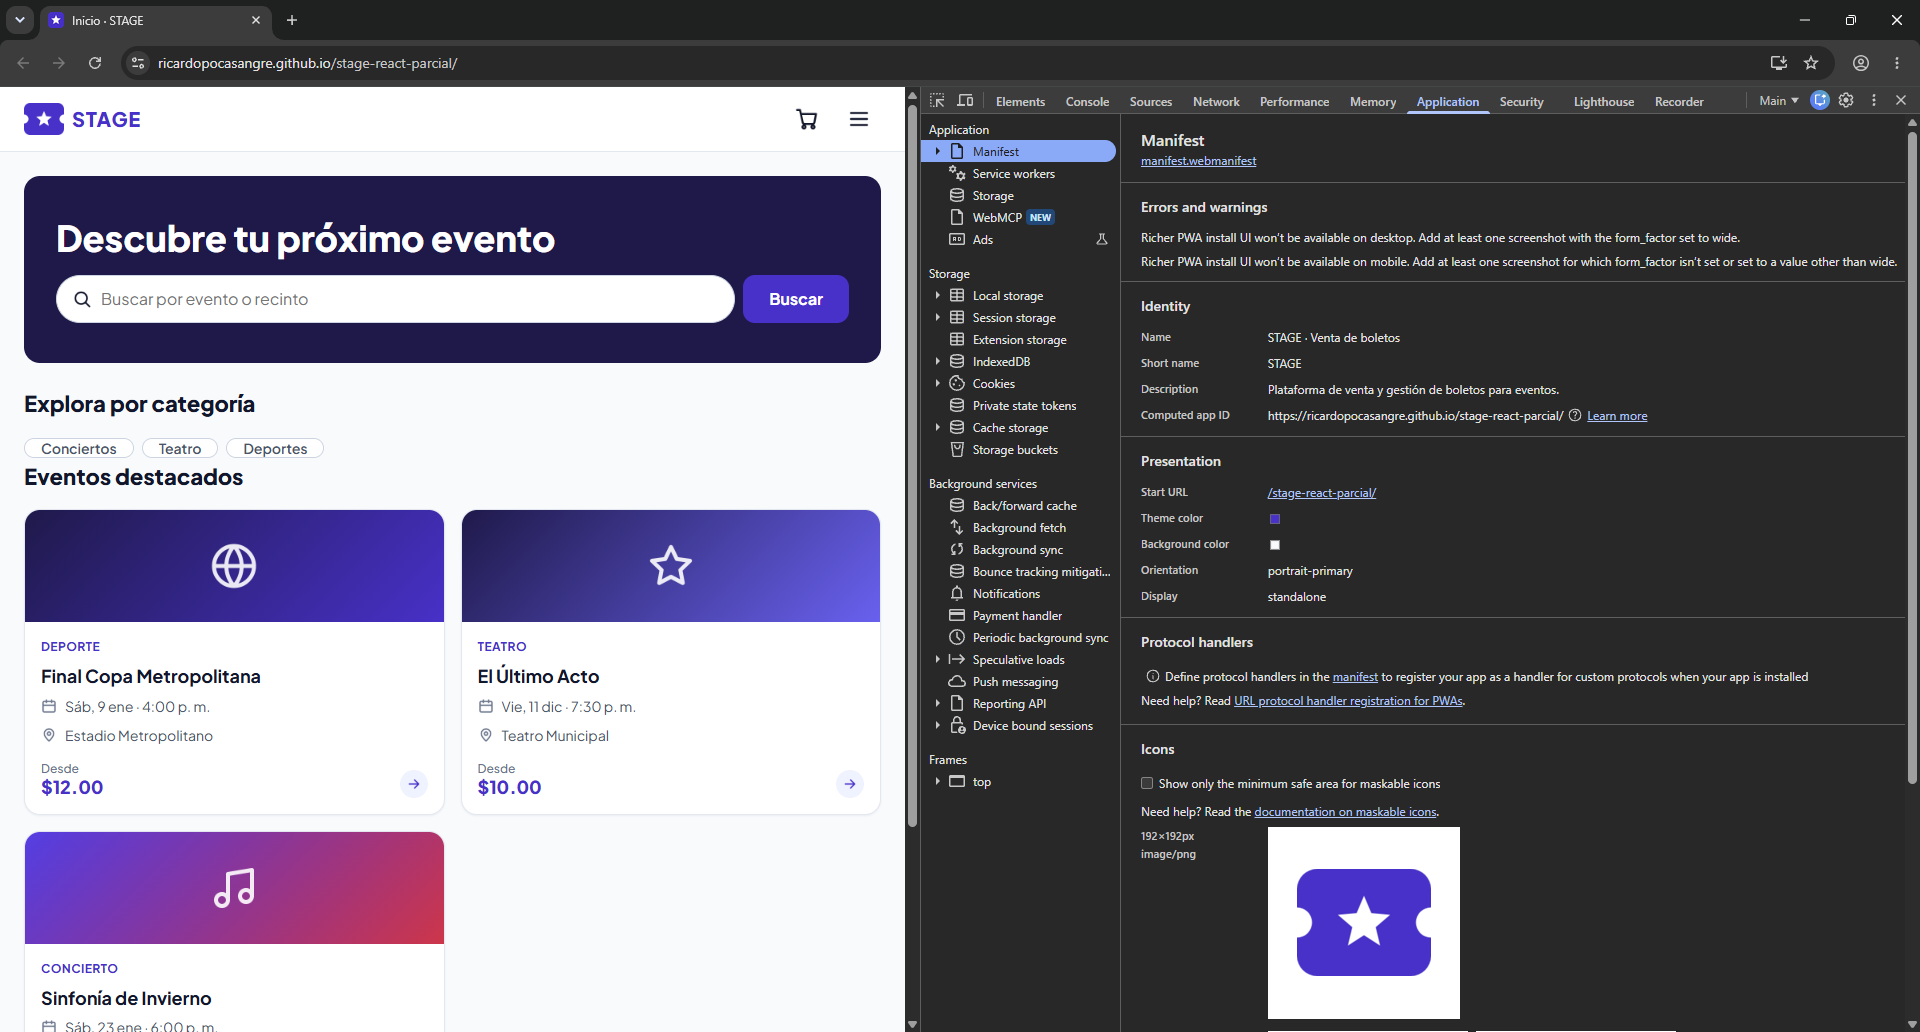 Inicio · STAGE
ricardopocasangre.github.io/stage-react-parcial/
STAGE
Descubre tu próximo evento
Buscar por evento o recinto
Buscar
Explora por categoría
Conciertos
Teatro
Deportes
Eventos destacados
DEPORTE
Final Copa Metropolitana
Sáb, 9 ene · 4:00 p. m.
Estadio Metropolitano
Desde
$12.00
TEATRO
El Último Acto
Vie, 11 dic · 7:30 p. m.
Teatro Municipal
Desde
$10.00
CONCIERTO
Sinfonía de Invierno
Sáb, 23 ene · 6:00 p. m.
Elements
Console
Sources
Network
Performance
Memory
Application
Security
Lighthouse
Recorder
Main
Application
Manifest
Service workers
Storage
WebMCP NEW
Ads
Storage
Local storage
Session storage
Extension storage
IndexedDB
Cookies
Private state tokens
Cache storage
Storage buckets
Background services
Back/forward cache
Background fetch
Background sync
Bounce tracking mitigati...
Notifications
Payment handler
Periodic background sync
Speculative loads
Push messaging
Reporting API
Device bound sessions
Frames
top
Manifest
manifest.webmanifest
Errors and warnings
Richer PWA install UI won't be available on desktop. Add at least one screenshot with the form_factor set to wide.
Richer PWA install UI won't be available on mobile. Add at least one screenshot for which form_factor isn't set or set to a value other than wide.
Identity
Name STAGE · Venta de boletos
Short name STAGE
Description Plataforma de venta y gestión de boletos para eventos.
Computed app ID https://ricardopocasangre.github.io/stage-react-parcial/ Learn more
Presentation
Start URL /stage-react-parcial/
Theme color
Background color
Orientation portrait-primary
Display standalone
Protocol handlers
Define protocol handlers in the manifest to register your app as a handler for custom protocols when your app is installed
Need help? Read URL protocol handler registration for PWAs.
Icons
Show only the minimum safe area for maskable icons
Need help? Read the documentation on maskable icons.
192×192px
image/png